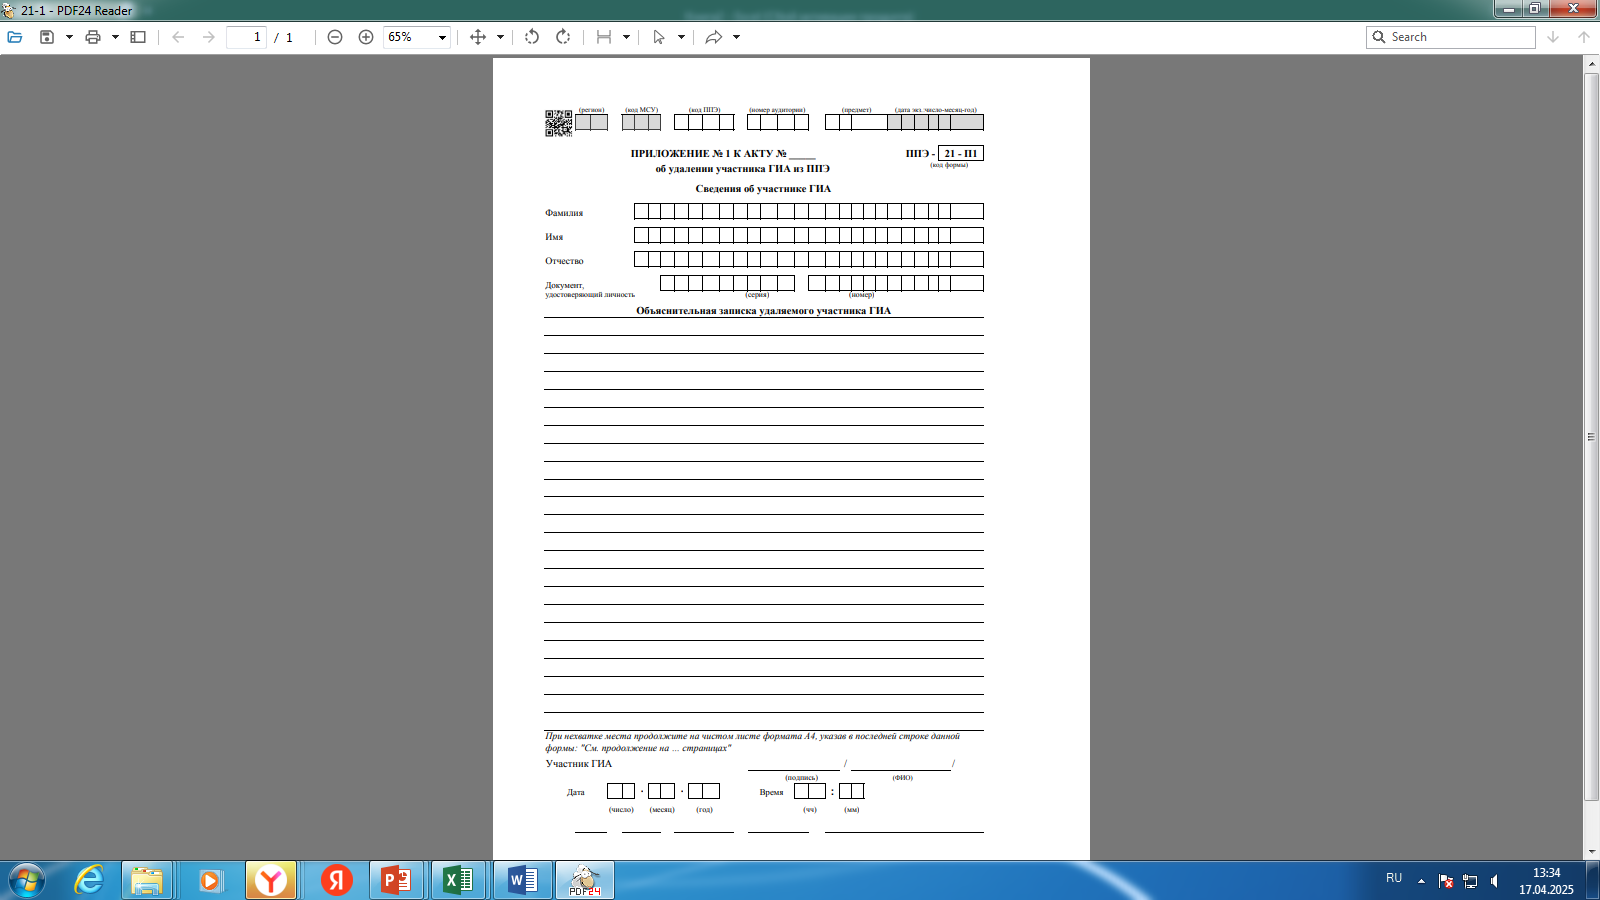 21-1 - PDF24 Reader
1 / 1
65%
Search
(регион) (код МСУ) (код ППЭ) (номер аудитории) (предмет) (дата экз. число-месяц-год)
ПРИЛОЖЕНИЕ № 1 К АКТУ № _____
ППЭ - 21 - П1
(код формы)
об удалении участника ГИА из ППЭ
Сведения об участнике ГИА
Фамилия
Имя
Отчество
Документ,
удостоверяющий личность
(серия) (номер)
Объяснительная записка удаляемого участника ГИА
При нехватке места продолжите на чистом листе формата А4, указав в последней строке данной
формы: "См. продолжение на ... страницах"
Участник ГИА / /
(подпись) (ФИО)
Дата . . Время :
(число) (месяц) (год) (чч) (мм)
RU
13:34
17.04.2025
PDF24